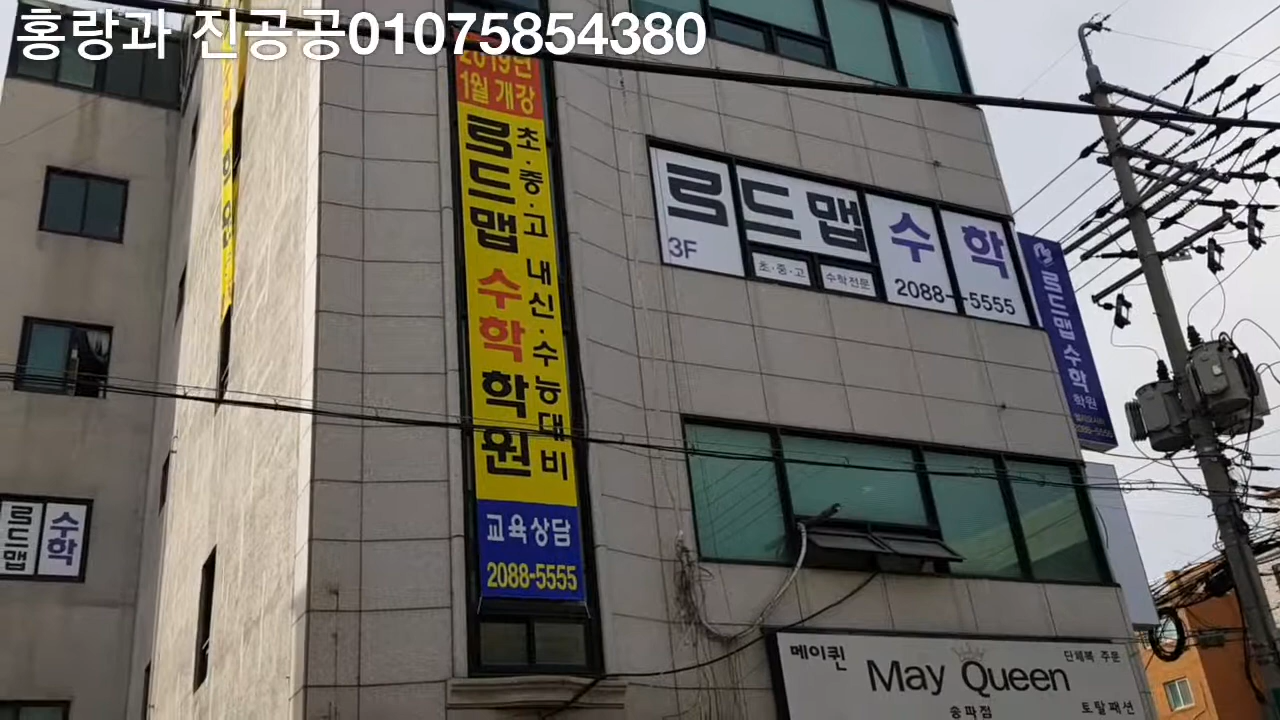 홍랑과 진공공01075854380
2019년
1월 개강
로드맵 수학학원
초·중·고 내신·수능대비
교육상담
2088-5555
로드맵 수학
3F
초·중·고
수학전문
2088-5555
로드맵 수학학원
2088-5555
로드맵
수학
메이퀸
May Queen
단체복 주문
송파점
토탈패션